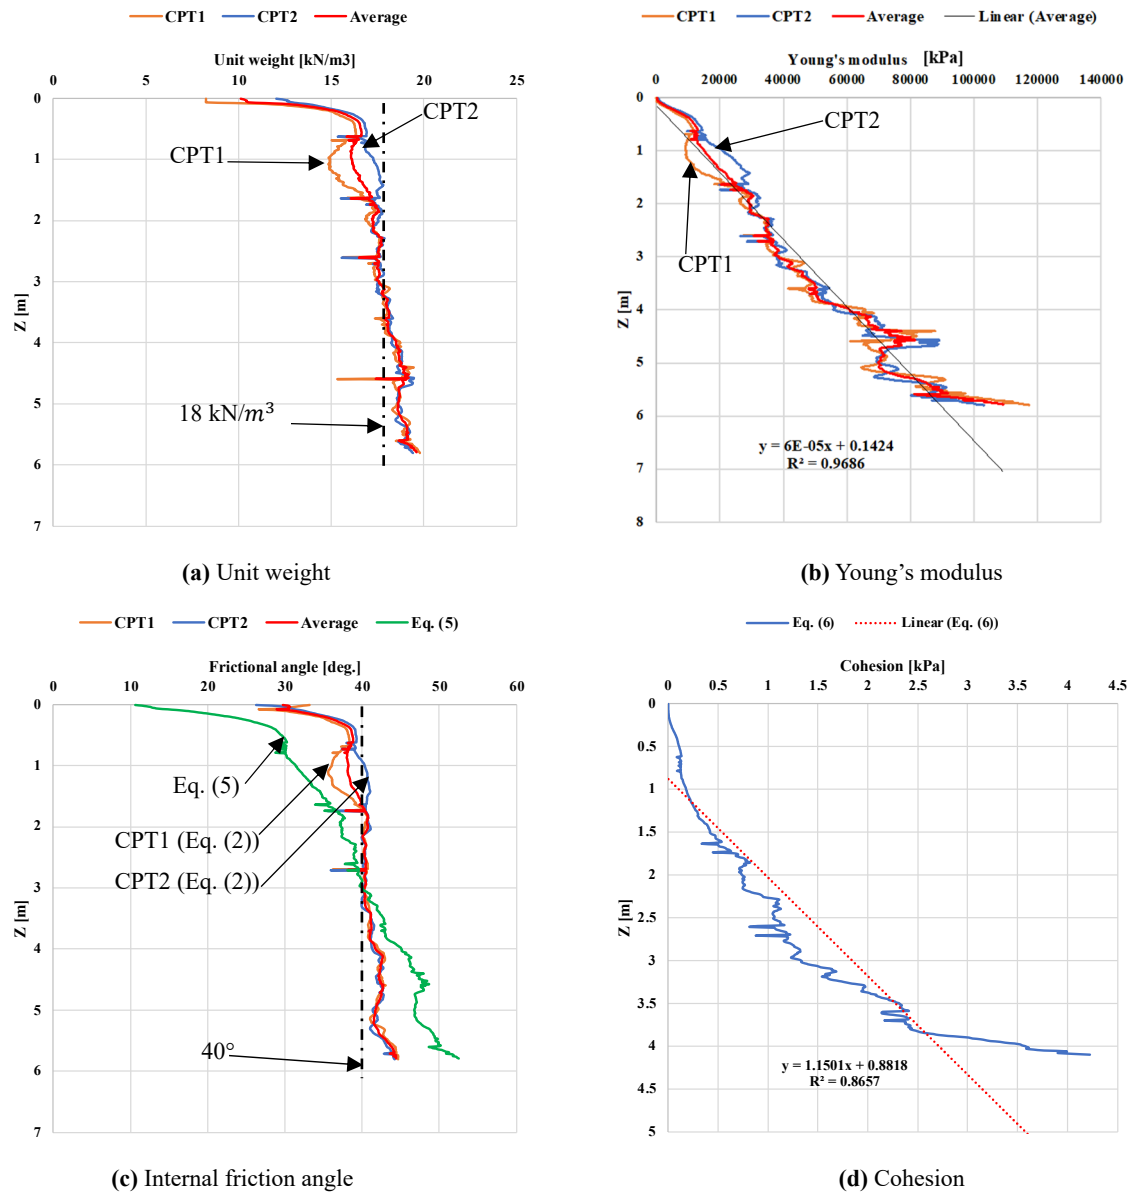 CPT1 CPT2 Average
Unit weight [kN/m3]
0 5 10 15 20 25
0
1
2
3
4
5
6
7
Z [m]
CPT2
CPT1
18 kN/m³
(a) Unit weight
CPT1 CPT2 Average Linear (Average)
Young's modulus [kPa]
0 20000 40000 60000 80000 100000 120000 140000
0
1
2
3
4
5
6
7
8
Z [m]
CPT2
CPT1
y = 6E-05x + 0.1424
R² = 0.9686
(b) Young’s modulus
CPT1 CPT2 Average Eq. (5)
Frictional angle [deg.]
0 10 20 30 40 50 60
0
1
2
3
4
5
6
7
Z [m]
Eq. (5)
CPT1 (Eq. (2))
CPT2 (Eq. (2))
40°
(c) Internal friction angle
Eq. (6) Linear (Eq. (6))
Cohesion [kPa]
0 0.5 1 1.5 2 2.5 3 3.5 4 4.5
0
0.5
1
1.5
2
2.5
3
3.5
4
4.5
5
Z [m]
y = 1.1501x + 0.8818
R² = 0.8657
(d) Cohesion